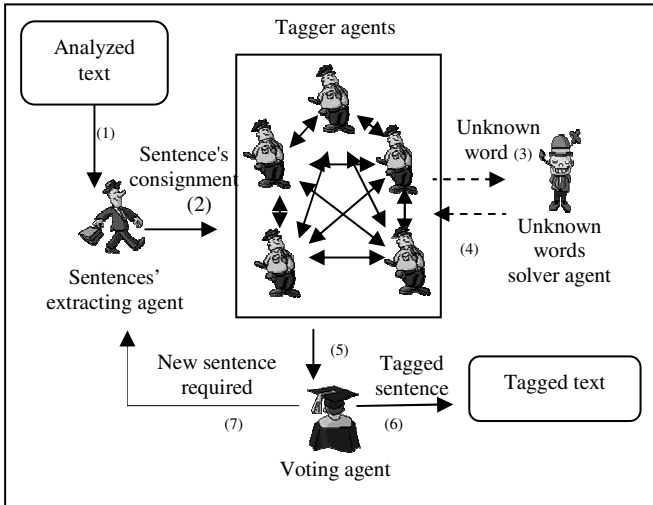 Analyzed
text
Tagger agents
(1)
Sentence's
consignment
(2)
Unknown
word (3)
(4)
Unknown
words
solver agent
Sentences’
extracting agent
(5)
New sentence
required
(7)
Tagged
sentence
(6)
Tagged text
Voting agent